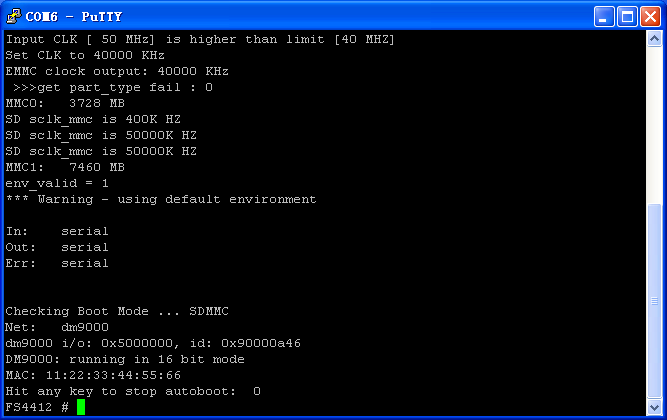 COM6 - PuTTY
Input CLK [ 50 MHz] is higher than limit [40 MHZ]
Set CLK to 40000 KHz
EMMC clock output: 40000 KHz
 >>>get part_type fail : 0
MMC0:   3728 MB
SD sclk_mmc is 400K HZ
SD sclk_mmc is 50000K HZ
SD sclk_mmc is 50000K HZ
MMC1:   7460 MB
env_valid = 1
*** Warning - using default environment
In:    serial
Out:   serial
Err:   serial
Checking Boot Mode ... SDMMC
Net:   dm9000
dm9000 i/o: 0x5000000, id: 0x90000a46
DM9000: running in 16 bit mode
MAC: 11:22:33:44:55:66
Hit any key to stop autoboot:  0
FS4412 #